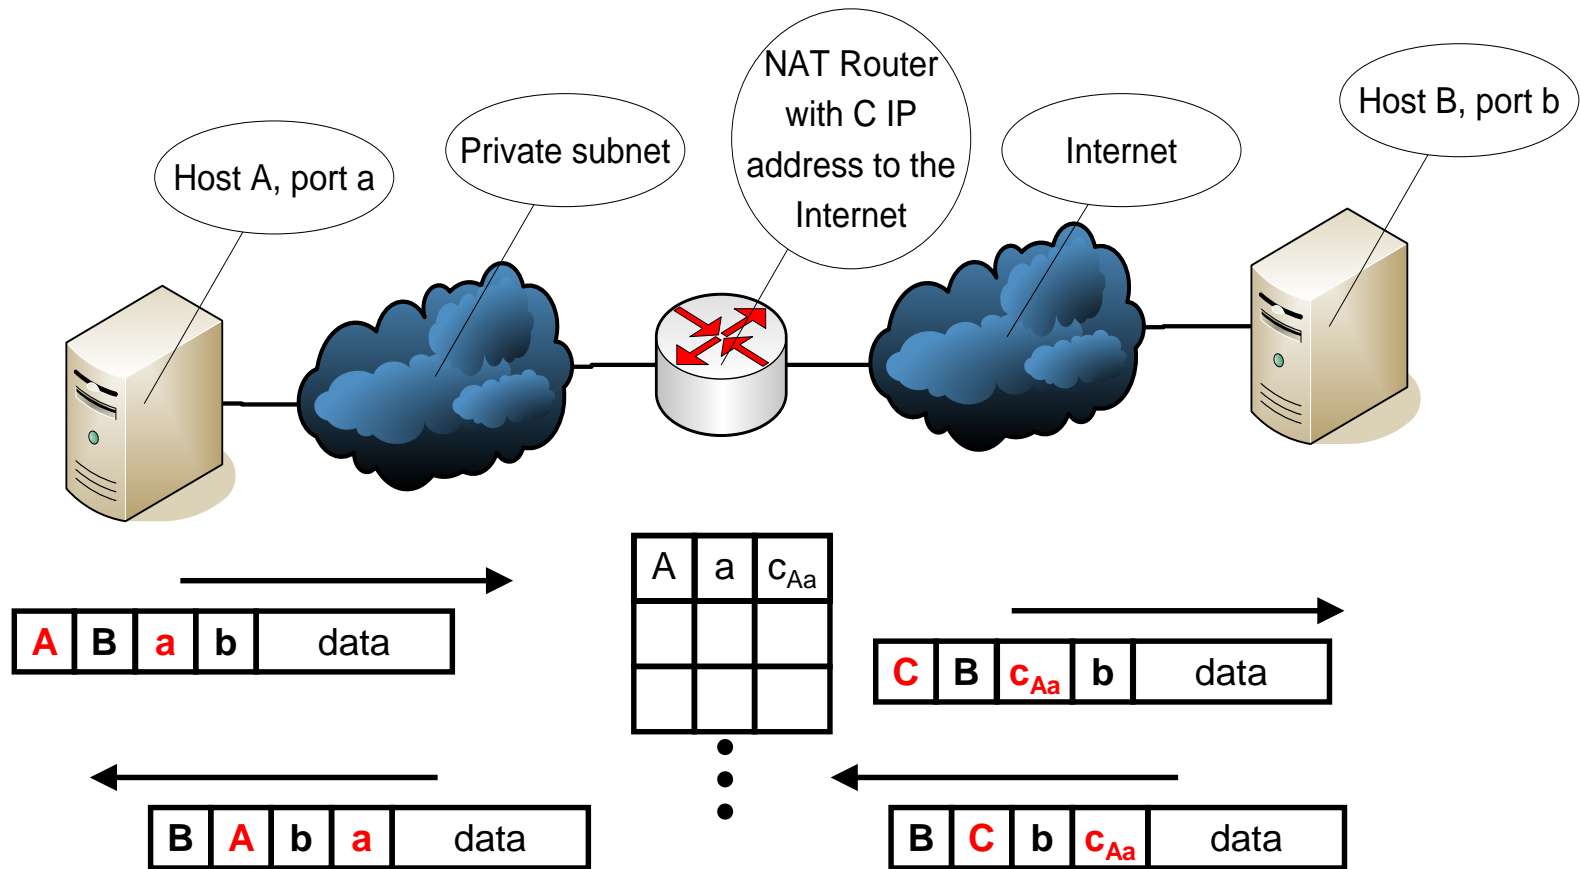 Host A, port a
Private subnet
NAT Router
with C IP
address to the
Internet
Internet
Host B, port b
A a cAa
A B a b data
C B cAa b data
B A b a data
B C b cAa data